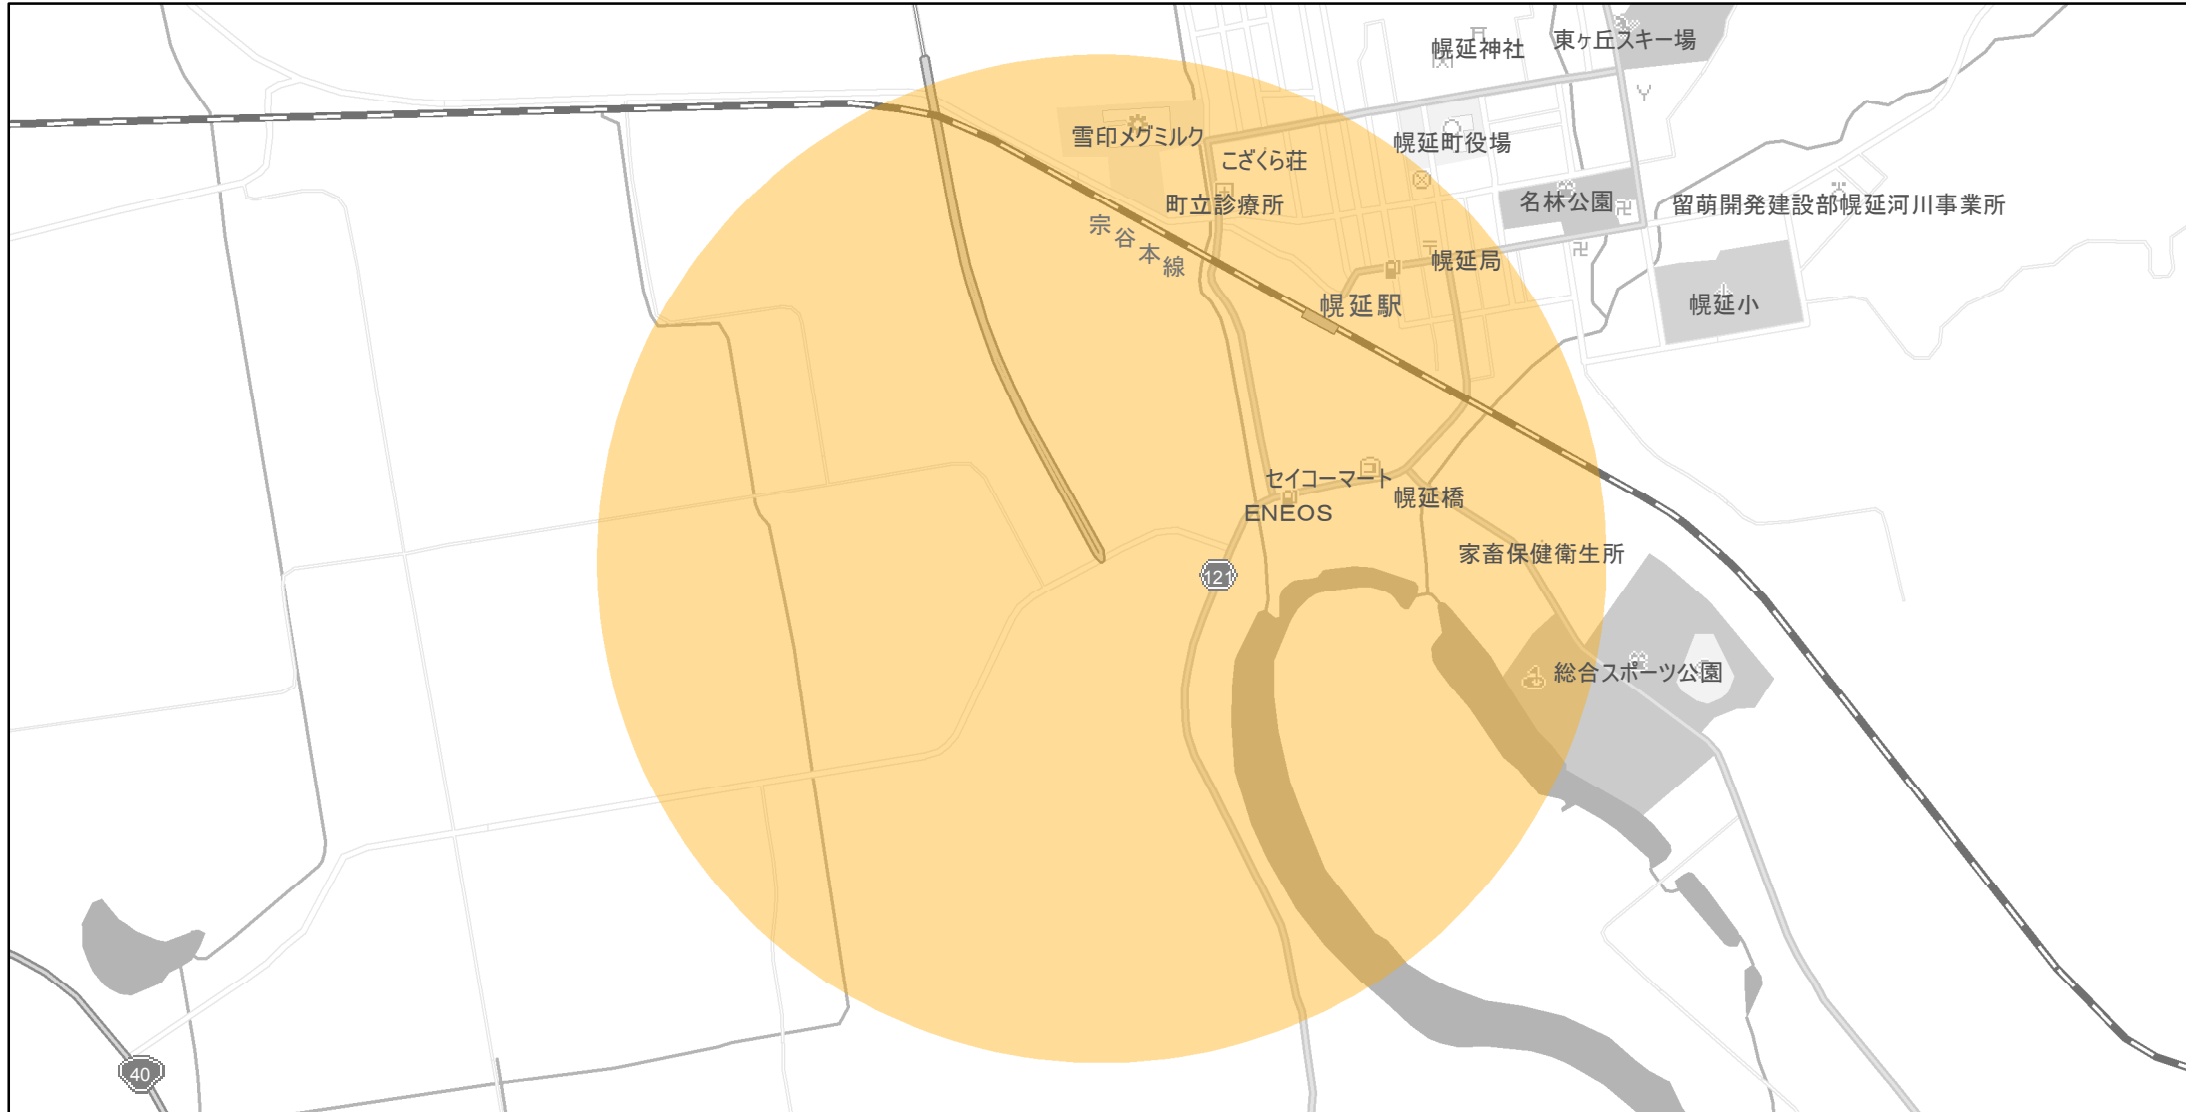 幌延神社
東ヶ丘スキー場
雪印メグミルク
幌延町役場
こざくら荘
町立診療所
名林公園
留萌開発建設部幌延河川事業所
宗谷本線
幌延局
幌延駅
幌延小
セイコーマート
幌延橋
ENEOS
家畜保健衛生所
121
総合スポーツ公園
40